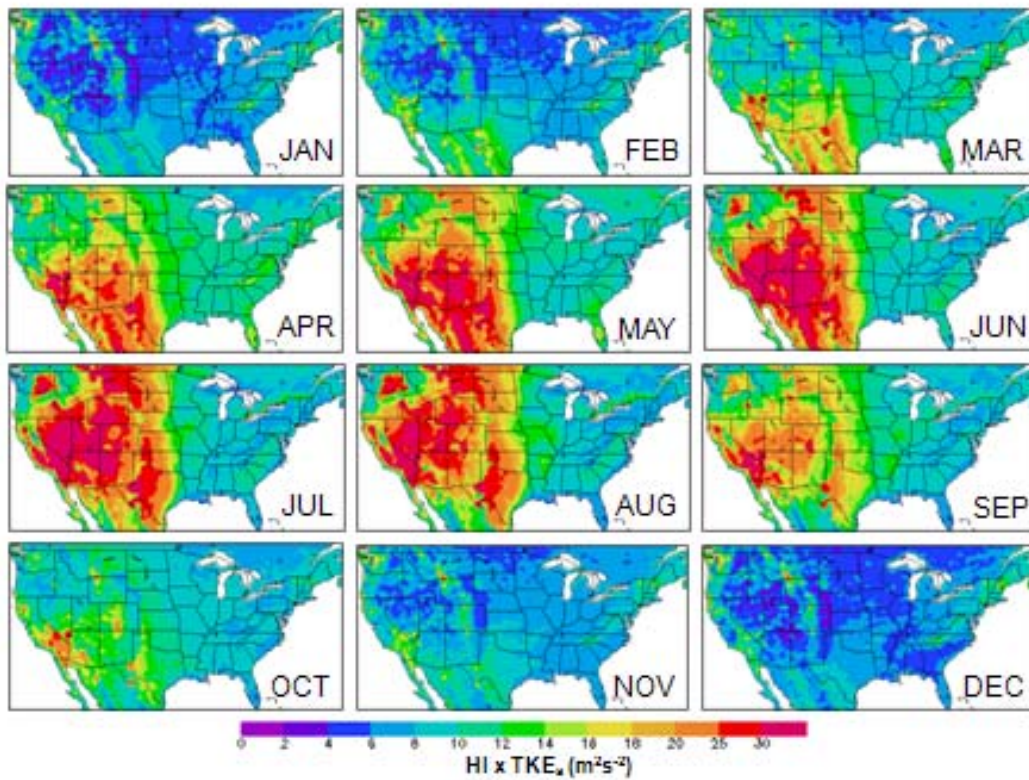 JAN FEB MAR
APR MAY JUN
JUL AUG SEP
OCT NOV DEC
0 2 4 6 8 10 12 14 16 18 20 25 30
HI x TKEₛ (m²s⁻²)